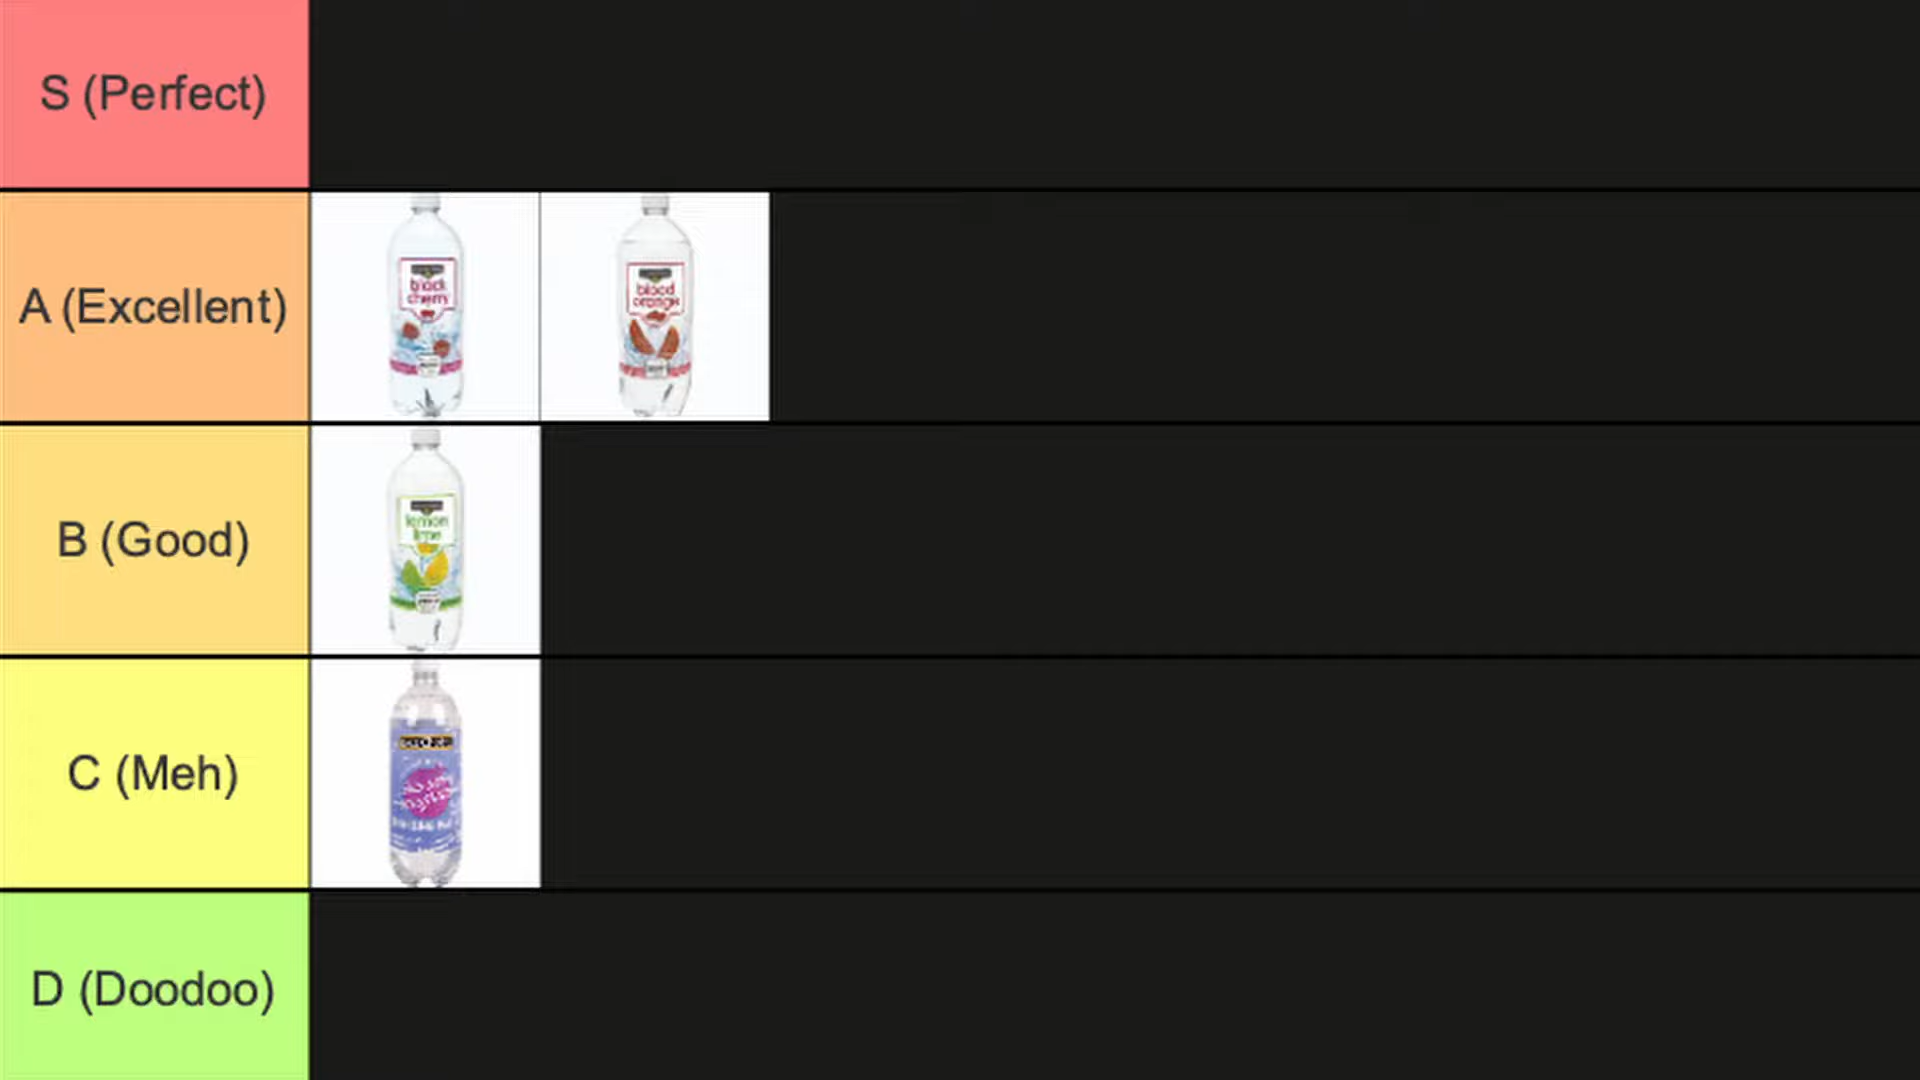 S (Perfect)
A (Excellent)
black
cherry
blood
orange
B (Good)
lemon
lime
C (Meh)
D (Doodoo)